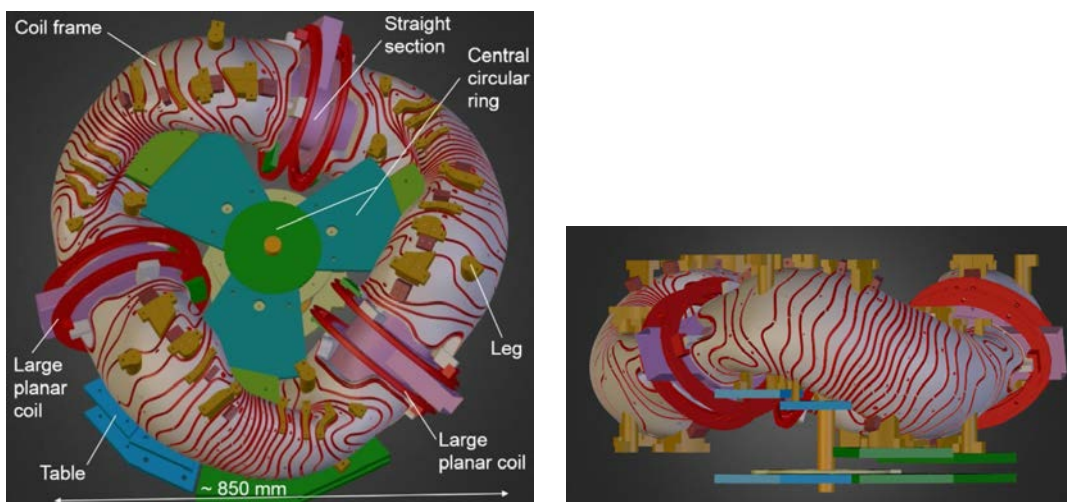 Coil frame
Straight
section
Central
circular
ring
Large
planar
coil
Leg
Table
Large
planar coil
~ 850 mm